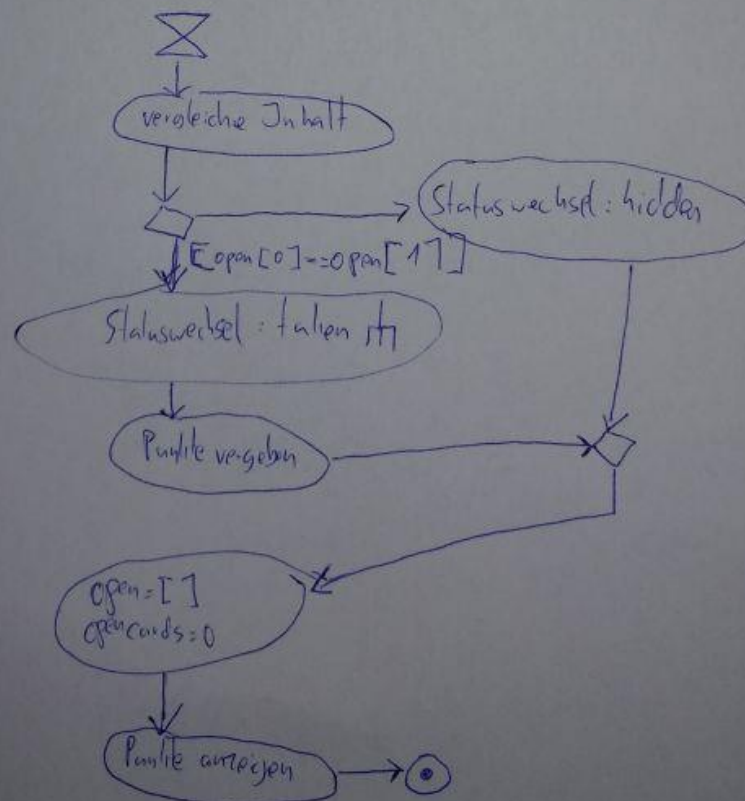 vergleiche Inhalt
Statuswechsel: hidden
[open[0]==open[1]]
Statuswechsel: taken
Punkte vergeben
open=[]
opencards=0
Punkte anzeigen